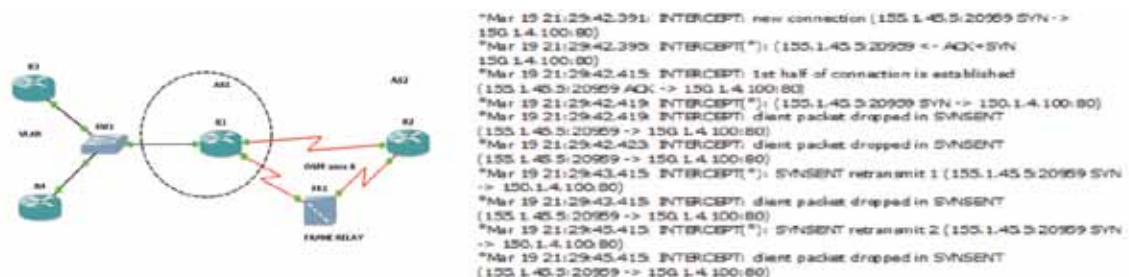 R3
AS2
VLAN
R1
R2
R4
FRAME RELAY
*Mar 19 21:29:42.391: INTERCEPT: new connection (155.1.45.5:20959 SYN ->
150.1.4.100:80)
*Mar 19 21:29:42.395: INTERCEPT(*): (155.1.45.5:20959 <- ACK+SYN
150.1.4.100:80)
*Mar 19 21:29:42.415: INTERCEPT: 1st half of connection is established
(155.1.45.5:20959 ACK -> 150.1.4.100:80)
*Mar 19 21:29:42.419: INTERCEPT(*): (155.1.45.5:20959 SYN -> 150.1.4.100:80)
*Mar 19 21:29:42.419: INTERCEPT: client packet dropped in SYNSENT
(155.1.45.5:20959 -> 150.1.4.100:80)
*Mar 19 21:29:42.423: INTERCEPT: client packet dropped in SYNSENT
(155.1.45.5:20959 -> 150.1.4.100:80)
*Mar 19 21:29:43.415: INTERCEPT(*): SYNSENT retransmit 1 (155.1.45.5:20959 SYN
-> 150.1.4.100:80)
*Mar 19 21:29:43.415: INTERCEPT: client packet dropped in SYNSENT
(155.1.45.5:20959 -> 150.1.4.100:80)
*Mar 19 21:29:45.415: INTERCEPT(*): SYNSENT retransmit 2 (155.1.45.5:20959 SYN
-> 150.1.4.100:80)
*Mar 19 21:29:45.415: INTERCEPT: client packet dropped in SYNSENT
(155.1.45.5:20959 -> 150.1.4.100:80)